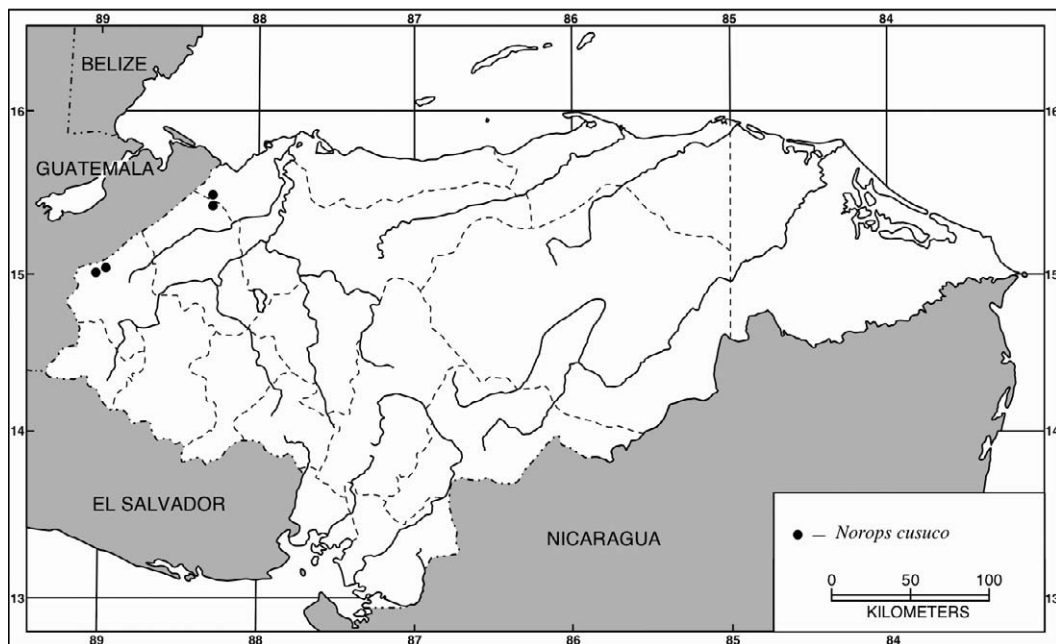 89 88 87 86 85 84
BELIZE
16 16
GUATEMALA
15 15
14 14
EL SALVADOR
NICARAGUA
● – Norops cusuco
0 50 100
KILOMETERS
13 13
89 88 87 86 85 84